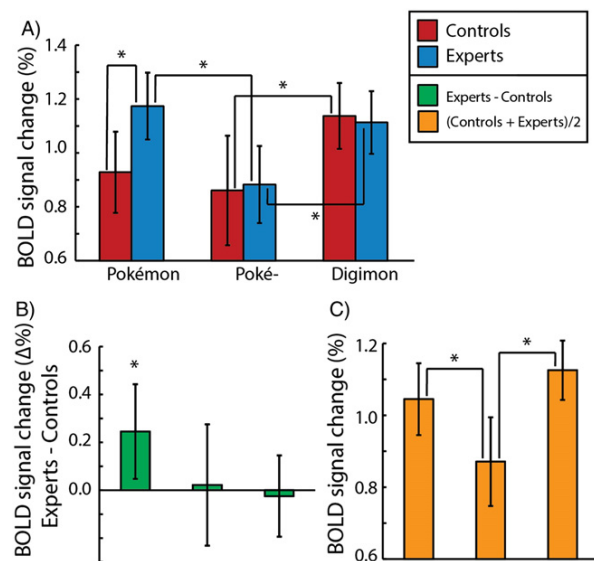 A)
Controls
Experts
Experts - Controls
(Controls + Experts)/2
BOLD signal change (%)
1.4
1.2
1.0
0.8
0.6
*
*
*
*
Pokémon
Poké-
Digimon
B)
BOLD signal change (Δ%)
Experts - Controls
0.6
0.4
0.2
0.0
*
C)
BOLD signal change (%)
1.2
1.0
0.8
0.6
*
*